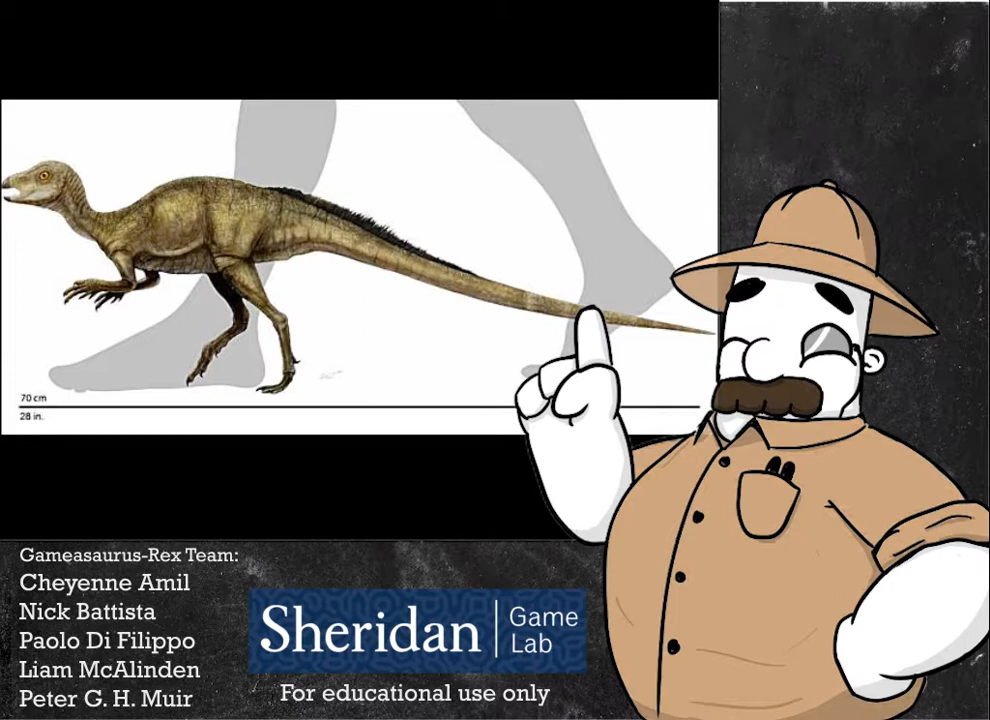 70 cm
28 in.
Gameasaurus-Rex Team:
Cheyenne Amil
Nick Battista
Paolo Di Filippo
Liam McAlinden
Peter G. H. Muir
Sheridan | Game
Lab
For educational use only